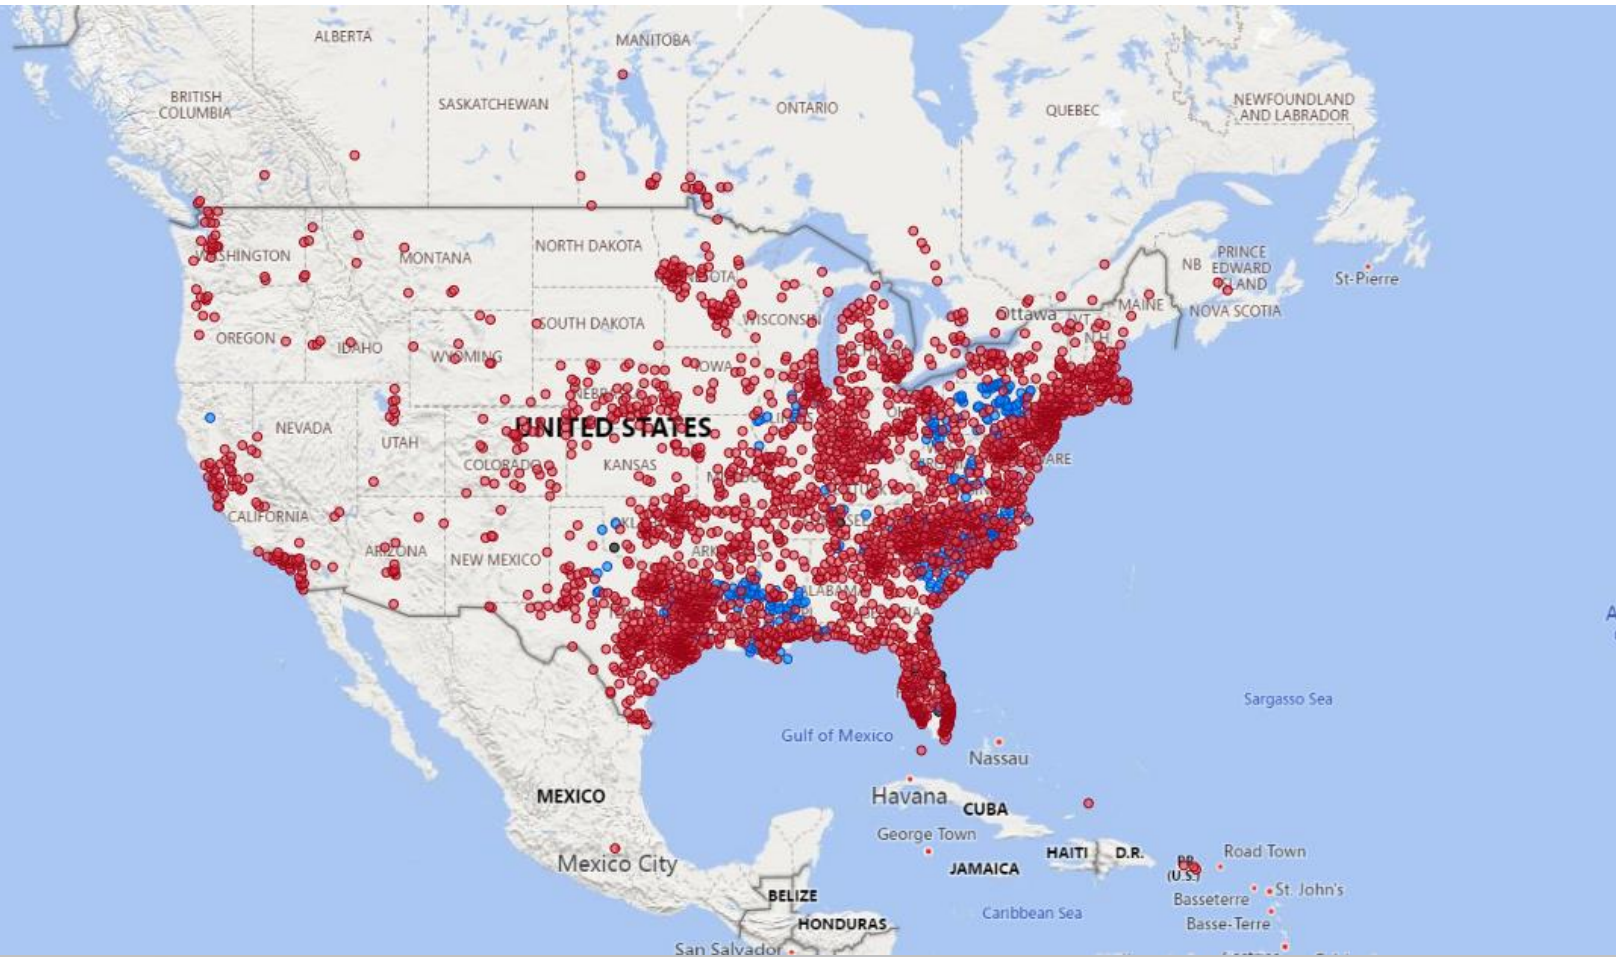 ALBERTA
MANITOBA
BRITISH
COLUMBIA
SASKATCHEWAN
ONTARIO
QUEBEC
NEWFOUNDLAND
AND LABRADOR
NORTH DAKOTA
MONTANA
NB
PRINCE
EDWARD
St-Pierre
MAINE
NOVA SCOTIA
Ottawa
VT
N.H.
SOUTH DAKOTA
WISCONSIN
OREGON
IDAHO
WYOMING
IOWA
NEVADA
UTAH
UNITED STATES
COLORADO
KANSAS
CALIFORNIA
ARIZONA
NEW MEXICO
ALABAMA
Sargasso Sea
Gulf of Mexico
Nassau
MEXICO
Havana
CUBA
George Town
Mexico City
JAMAICA
HAITI
D.R.
(U.S.)
Road Town
BELIZE
Basseterre
St. John's
Caribbean Sea
HONDURAS
Basse-Terre
San Salvador